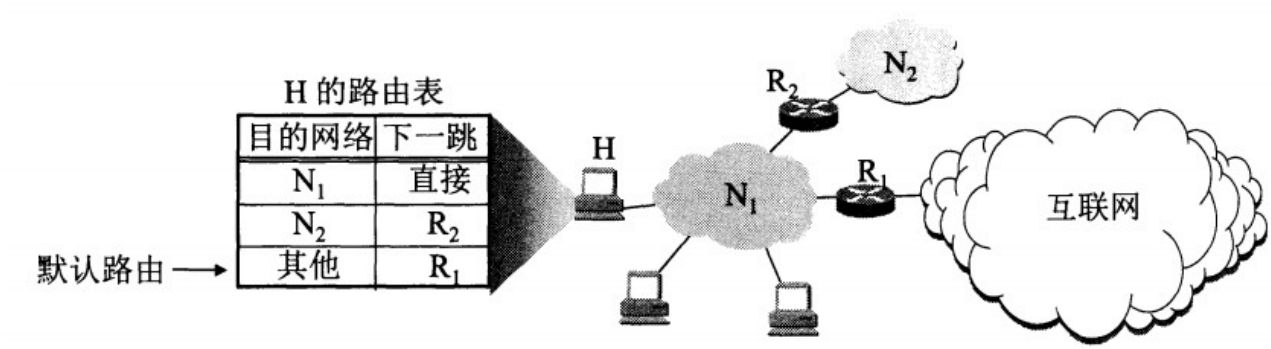 H 的路由表
目的网络 下一跳
N₁ 直接
N₂ R₂
默认路由 其他 R₁
H
N₁
R₂
N₂
R₁
互联网